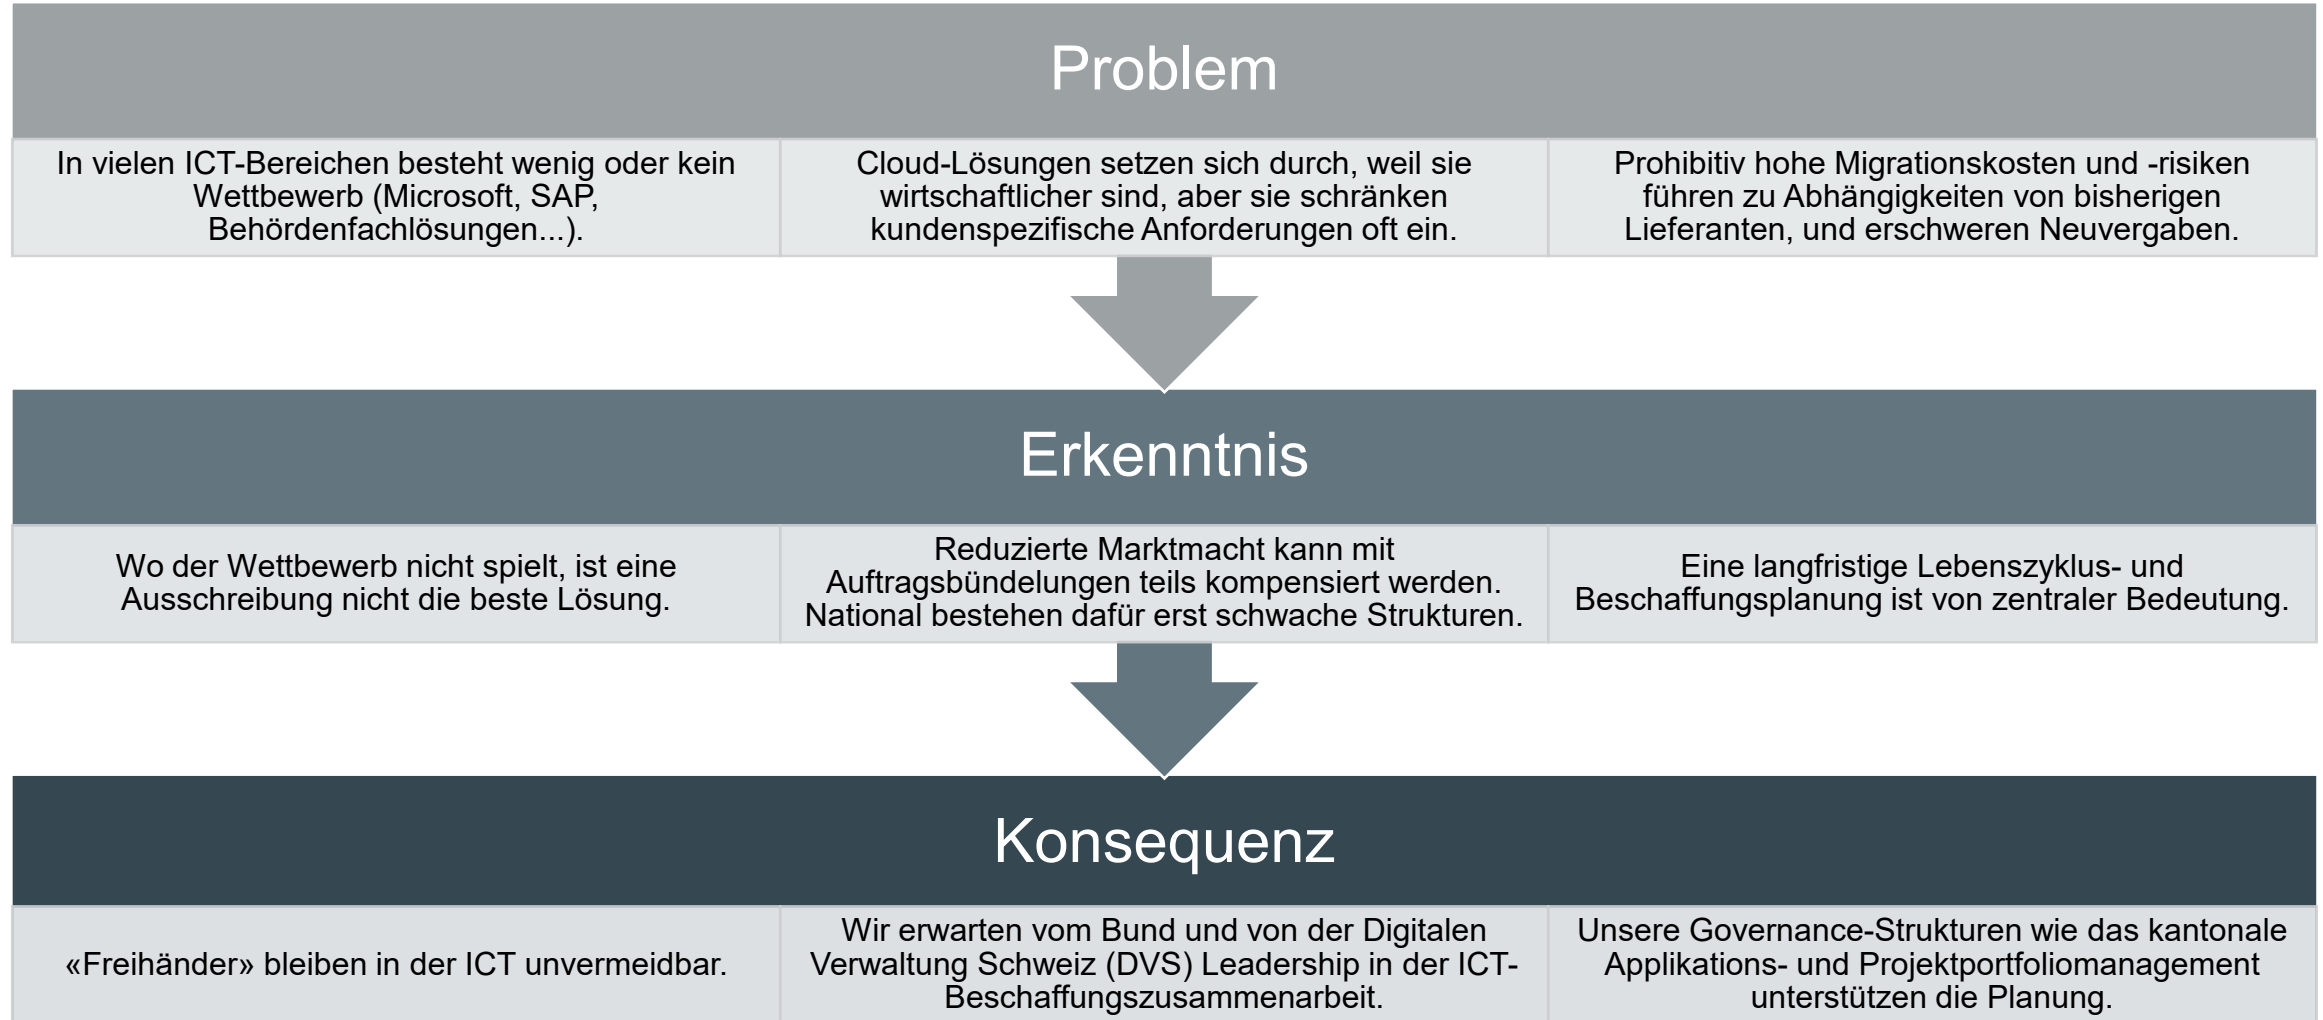 Problem
In vielen ICT-Bereichen besteht wenig oder kein
Wettbewerb (Microsoft, SAP,
Behördenfachlösungen...).
Cloud-Lösungen setzen sich durch, weil sie
wirtschaftlicher sind, aber sie schränken
kundenspezifische Anforderungen oft ein.
Prohibitiv hohe Migrationskosten und -risiken
führen zu Abhängigkeiten von bisherigen
Lieferanten, und erschweren Neuvergaben.
Erkenntnis
Wo der Wettbewerb nicht spielt, ist eine
Ausschreibung nicht die beste Lösung.
Reduzierte Marktmacht kann mit
Auftragsbündelungen teils kompensiert werden.
National bestehen dafür erst schwache Strukturen.
Eine langfristige Lebenszyklus- und
Beschaffungsplanung ist von zentraler Bedeutung.
Konsequenz
«Freihänder» bleiben in der ICT unvermeidbar.
Wir erwarten vom Bund und von der Digitalen
Verwaltung Schweiz (DVS) Leadership in der ICT-
Beschaffungszusammenarbeit.
Unsere Governance-Strukturen wie das kantonale
Applikations- und Projektportfoliomanagement
unterstützen die Planung.